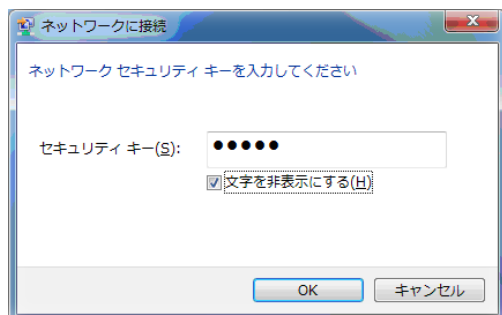 ネットワークに接続
ネットワーク セキュリティ キーを入力してください
セキュリティ キー(S): ●●●●●
文字を非表示にする(H)
OK キャンセル